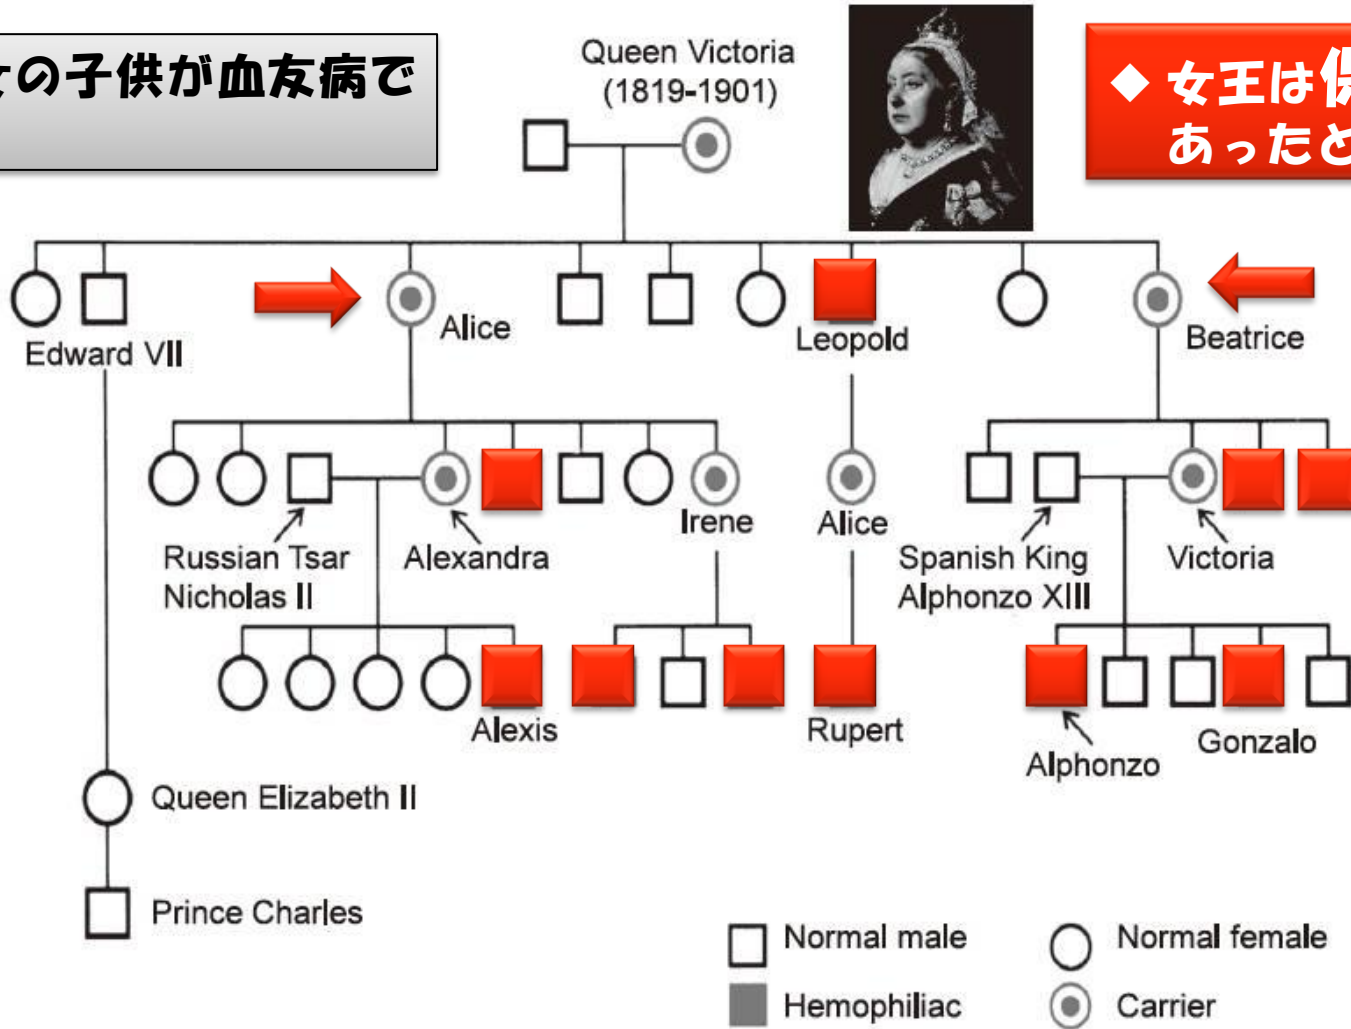 の子供が血友病で
◆ 女王は
あったと
Queen Victoria
(1819-1901)
Edward VII
Alice
Leopold
Beatrice
Russian Tsar
Nicholas II
Alexandra
Irene
Alice
Spanish King
Alphonzo XIII
Victoria
Alexis
Rupert
Alphonzo
Gonzalo
Queen Elizabeth II
Prince Charles
Normal male
Normal female
Hemophiliac
Carrier